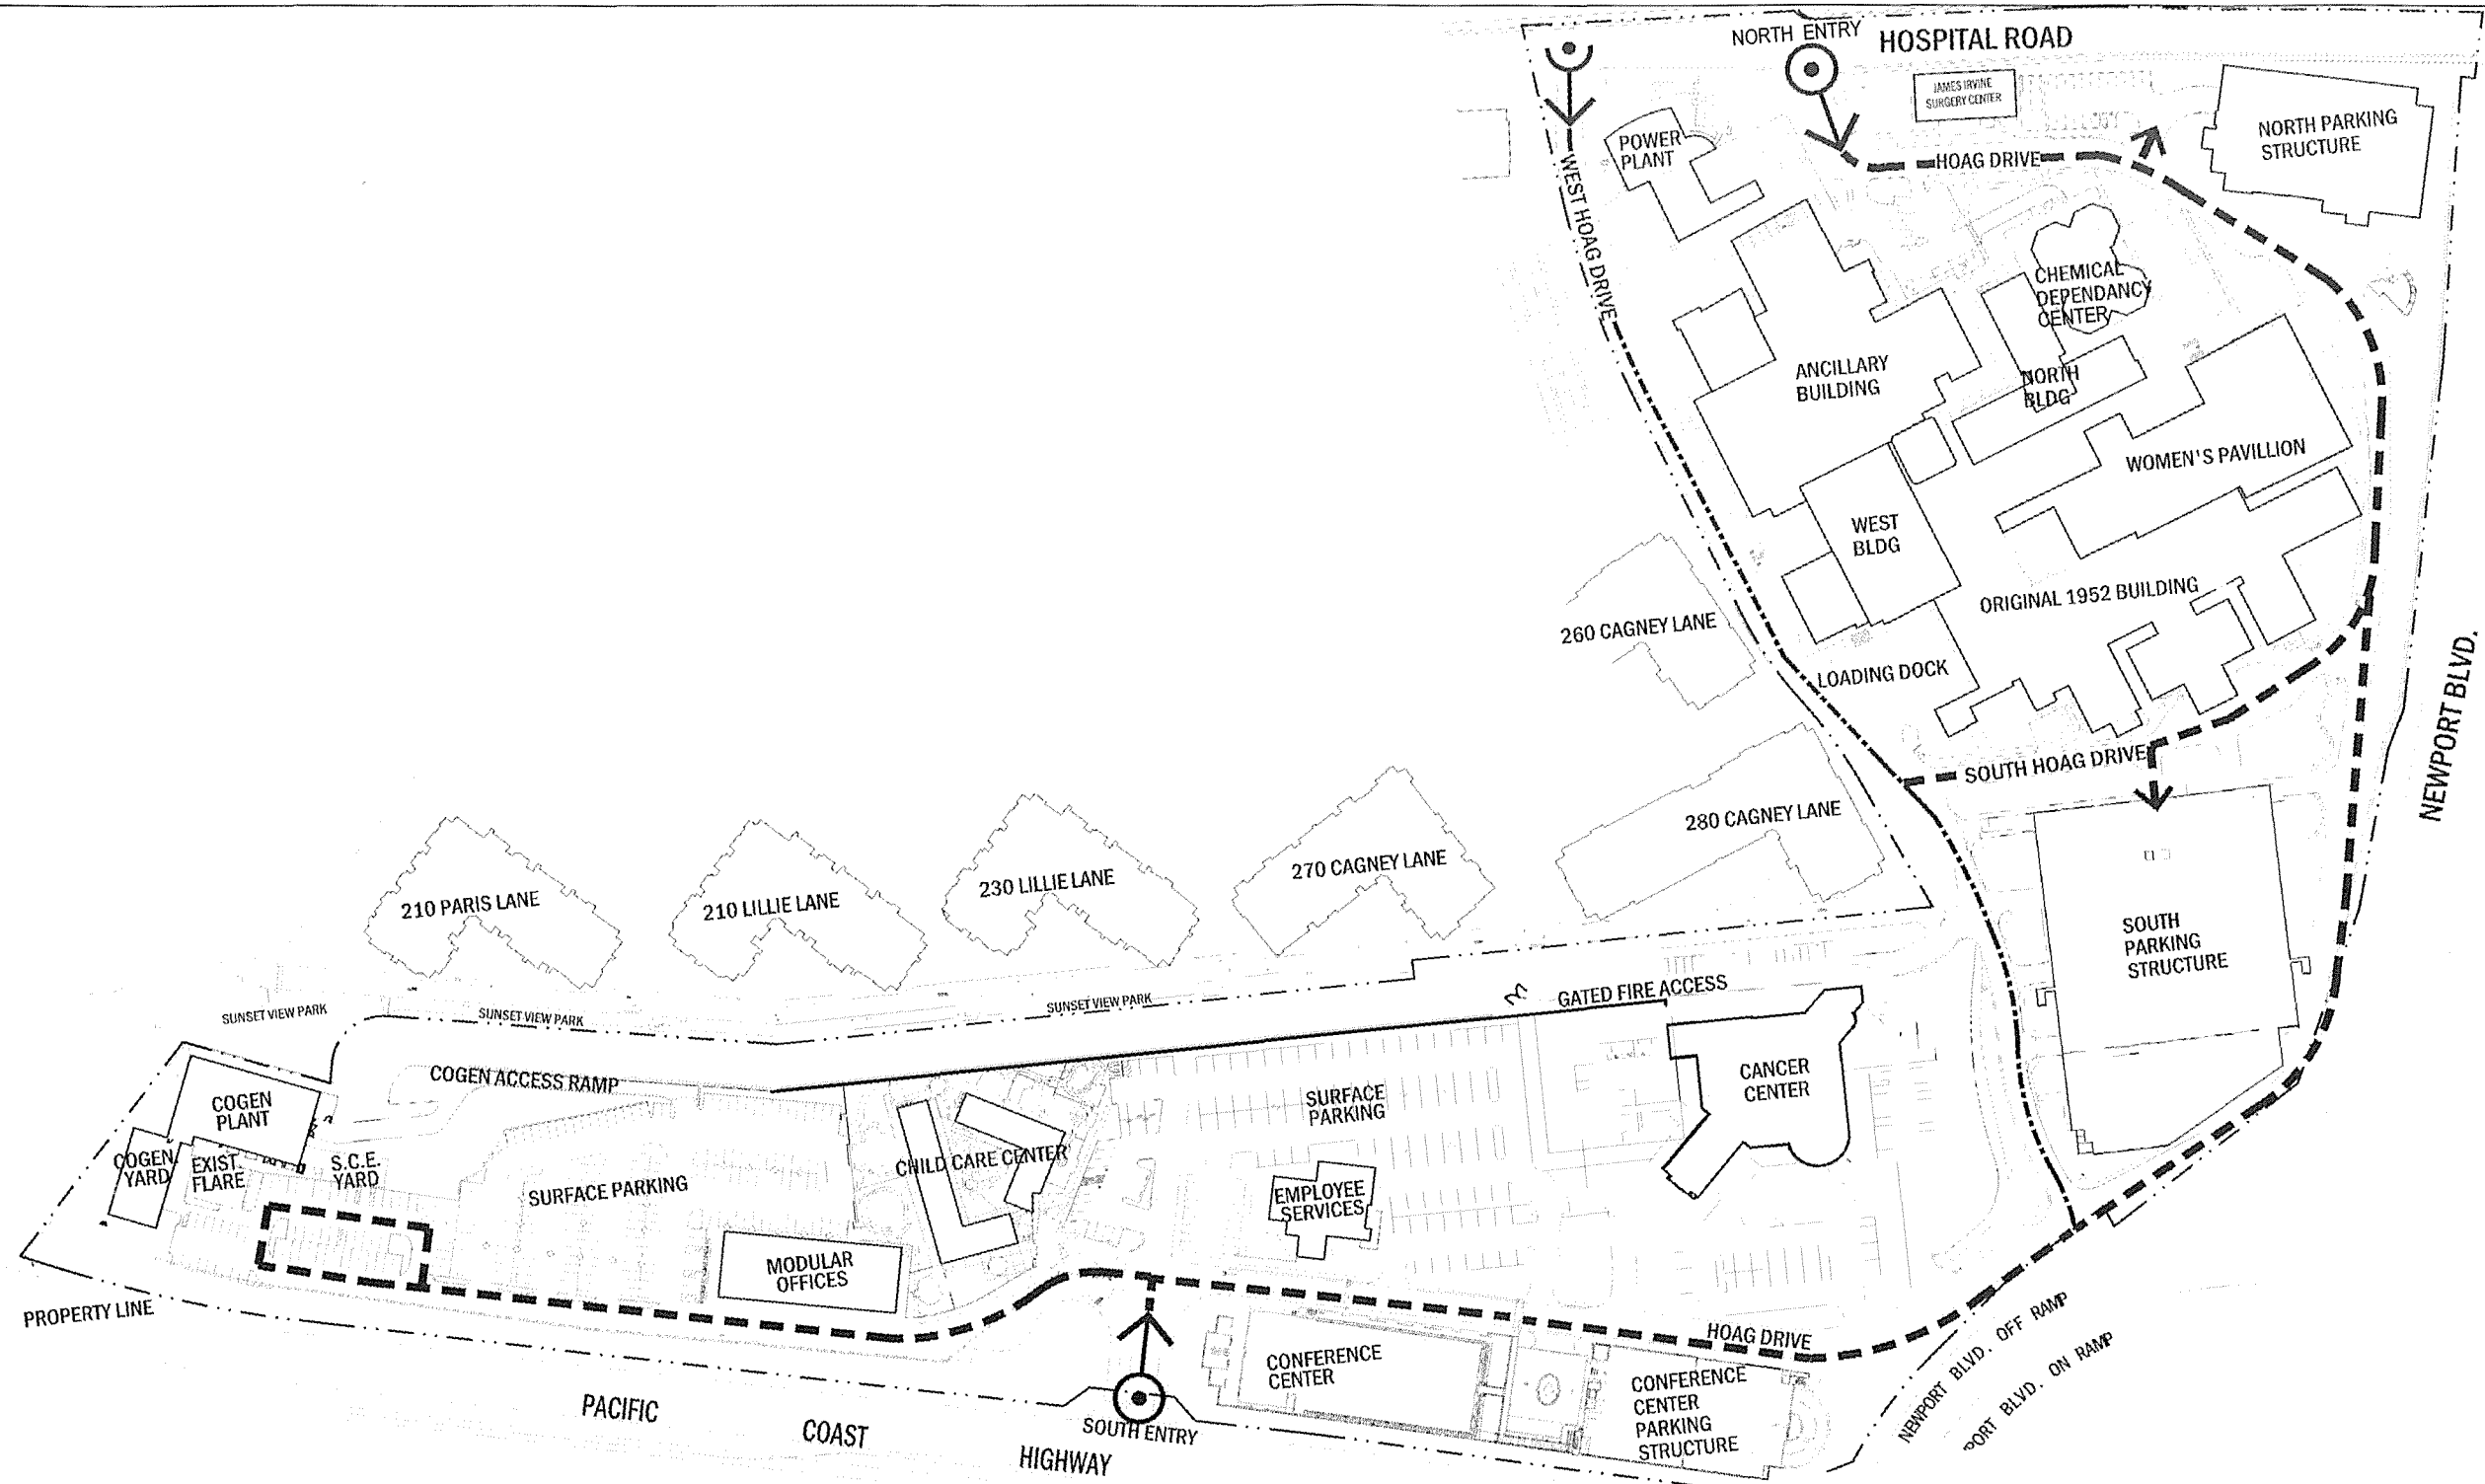 NORTH ENTRY
HOSPITAL ROAD
JAMES IRVINE
SURGERY CENTER
NORTH PARKING
STRUCTURE
POWER
PLANT
HOAG DRIVE
WEST HOAG DRIVE
CHEMICAL
DEPENDANCY
CENTER
ANCILLARY
BUILDING
NORTH
BLDG
WOMEN'S PAVILLION
WEST
BLDG
ORIGINAL 1952 BUILDING
260 CAGNEY LANE
LOADING DOCK
NEWPORT BLVD.
SOUTH HOAG DRIVE
280 CAGNEY LANE
270 CAGNEY LANE
230 LILLIE LANE
210 LILLIE LANE
210 PARIS LANE
SOUTH
PARKING
STRUCTURE
GATED FIRE ACCESS
SUNSET VIEW PARK
SUNSET VIEW PARK
SUNSET VIEW PARK
COGEN ACCESS RAMP
CANCER
CENTER
SURFACE
PARKING
COGEN
PLANT
COGEN
YARD
EXIST.
FLARE
S.C.E.
YARD
CHILD CARE CENTER
SURFACE PARKING
EMPLOYEE
SERVICES
MODULAR
OFFICES
PROPERTY LINE
HOAG DRIVE
CONFERENCE
CENTER
CONFERENCE
CENTER
PARKING
STRUCTURE
NEWPORT BLVD. OFF RAMP
PORT BLVD. ON RAMP
SOUTH ENTRY
PACIFIC
COAST
HIGHWAY